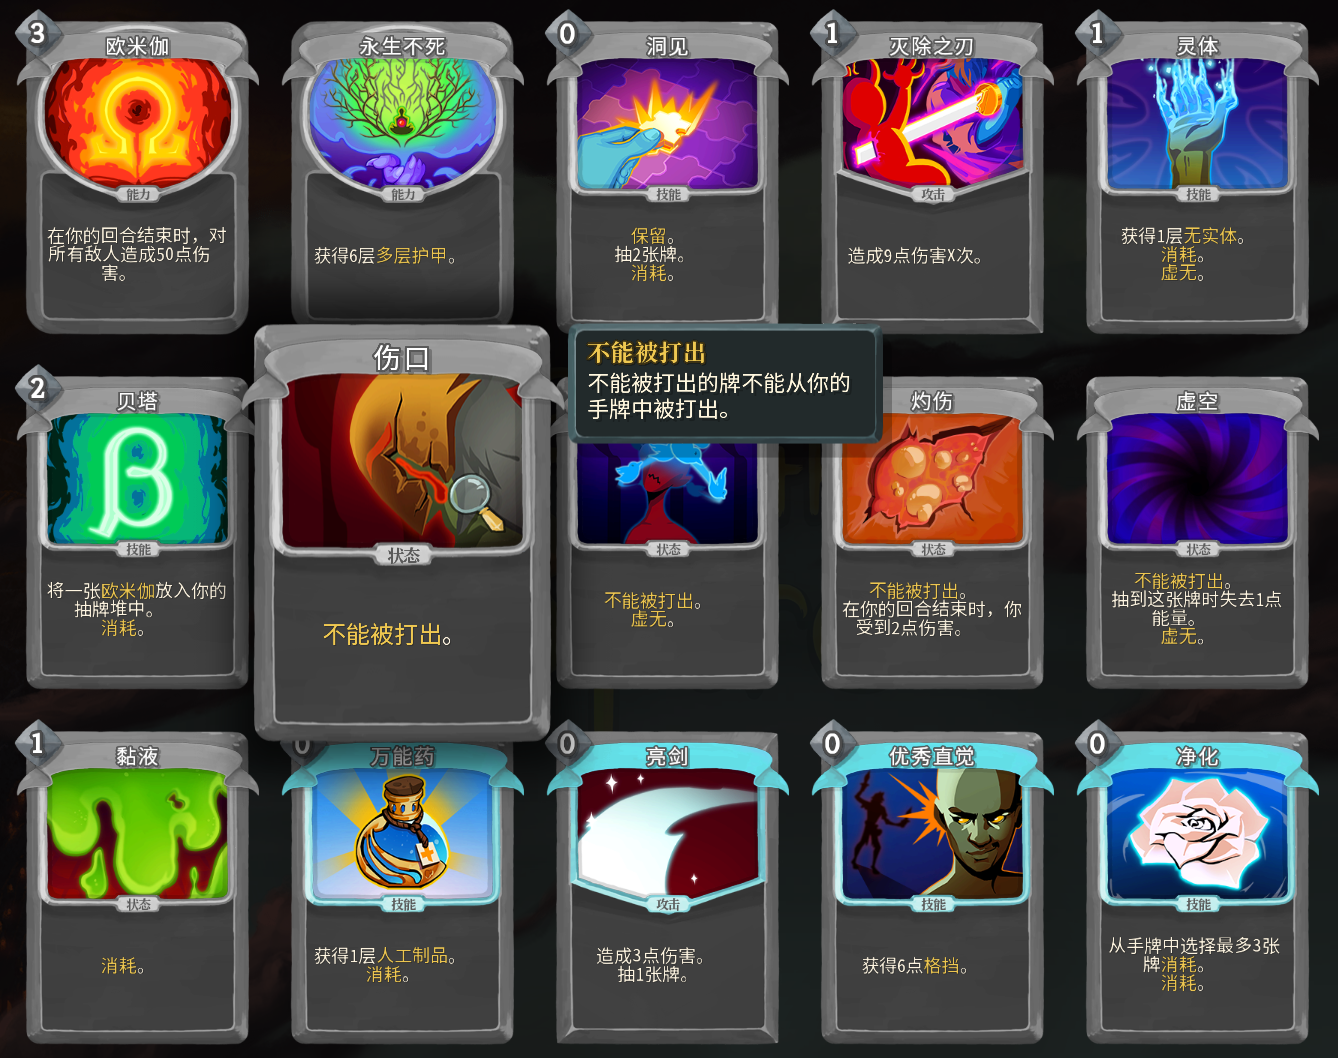 3
欧米伽
能力
在你的回合结束时，对
所有敌人造成50点伤
害。
永生不死
能力
获得6层多层护甲。
0
洞见
技能
保留。
抽2张牌。
消耗。
1
灭除之刃
攻击
造成9点伤害X次。
1
灵体
技能
获得1层无实体。
消耗。
虚无。
2
贝塔
技能
将一张欧米伽放入你的
抽牌堆中。
消耗。
伤口
状态
不能被打出。
不能被打出
不能被打出的牌不能从你的
手牌中被打出。
状态
不能被打出。
虚无。
灼伤
状态
不能被打出。
在你的回合结束时，你
受到2点伤害。
虚空
状态
不能被打出。
抽到这张牌时失去1点
能量。
虚无。
1
黏液
状态
消耗。
0
万能药
技能
获得1层人工制品。
消耗。
0
亮剑
攻击
造成3点伤害。
抽1张牌。
0
优秀直觉
技能
获得6点格挡。
0
净化
技能
从手牌中选择最多3张
牌消耗。
消耗。